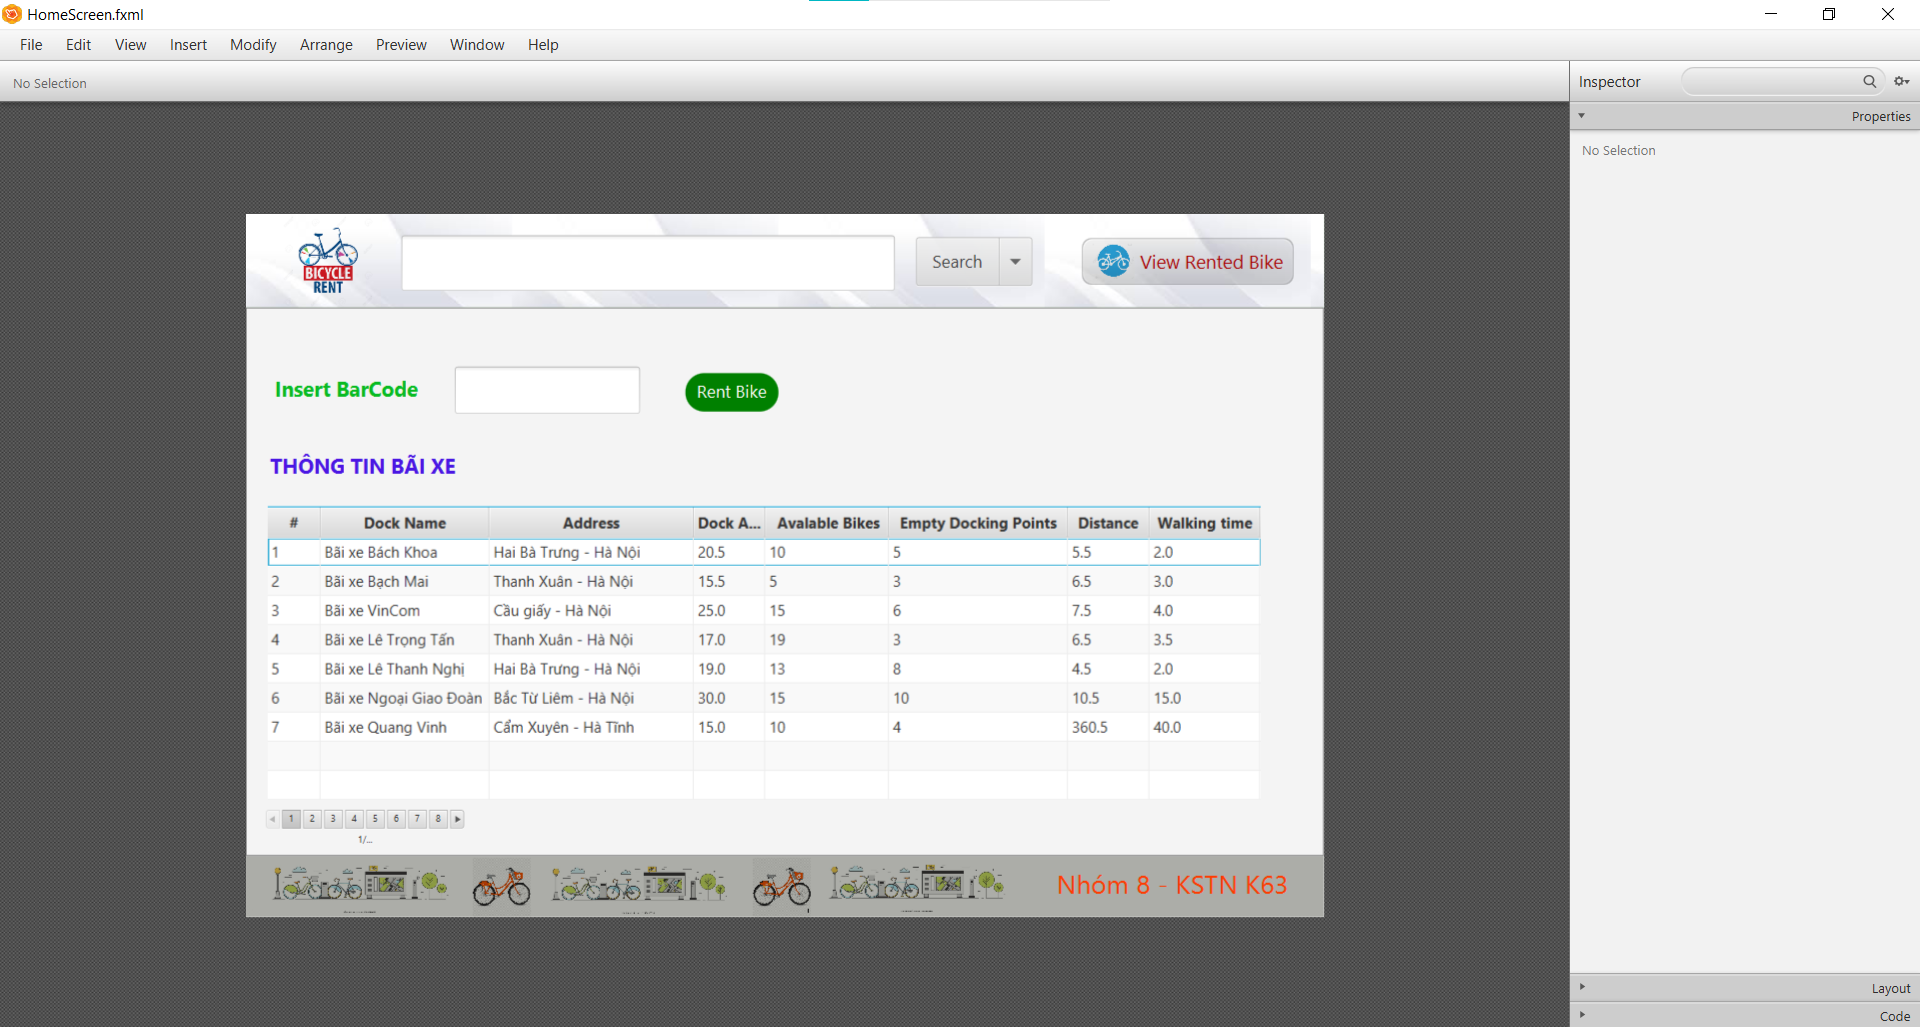 HomeScreen.fxml
File Edit View Insert Modify Arrange Preview Window Help
No Selection
Inspector
Properties
No Selection
BICYCLE
RENT
Search
View Rented Bike
Insert BarCode
Rent Bike
THÔNG TIN BÃI XE
# Dock Name Address Dock A... Avalable Bikes Empty Docking Points Distance Walking time
1 Bãi xe Bách Khoa Hai Bà Trưng - Hà Nội 20.5 10 5 5.5 2.0
2 Bãi xe Bạch Mai Thanh Xuân - Hà Nội 15.5 5 3 6.5 3.0
3 Bãi xe VinCom Cầu giấy - Hà Nội 25.0 15 6 7.5 4.0
4 Bãi xe Lê Trọng Tấn Thanh Xuân - Hà Nội 17.0 19 3 6.5 3.5
5 Bãi xe Lê Thanh Nghị Hai Bà Trưng - Hà Nội 19.0 13 8 4.5 2.0
6 Bãi xe Ngoại Giao Đoàn Bắc Từ Liêm - Hà Nội 30.0 15 10 10.5 15.0
7 Bãi xe Quang Vinh Cẩm Xuyên - Hà Tĩnh 15.0 10 4 360.5 40.0
1 2 3 4 5 6 7 8
1/...
Nhóm 8 - KSTN K63
Layout
Code